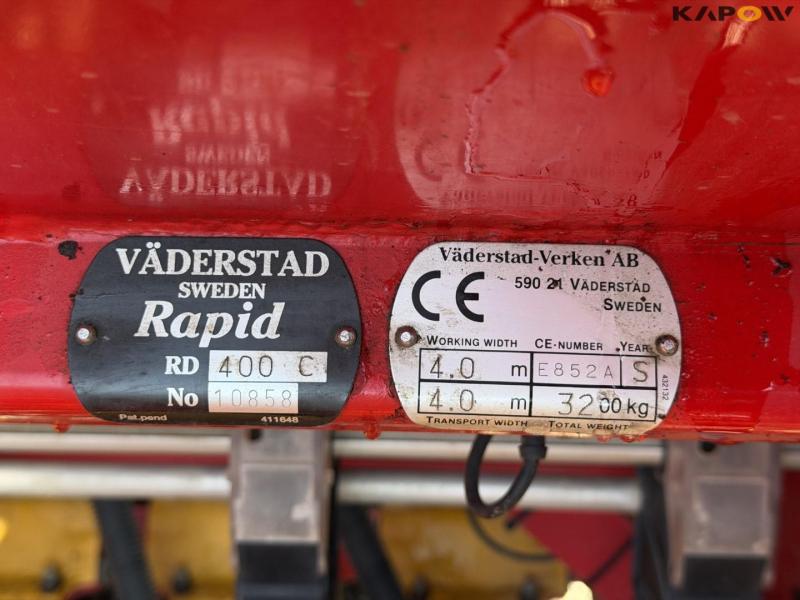 KAPOW
VÄDERSTAD
SWEDEN
Rapid
RD 400 C
No 10858
Pat.pend 411648
Väderstad-Verken AB
CE 590 21 VÄDERSTAD
SWEDEN
WORKING WIDTH CE-NUMBER YEAR
4.0 m E852A S
4.0 m 3200 kg
TRANSPORT WIDTH TOTAL WEIGHT
432132